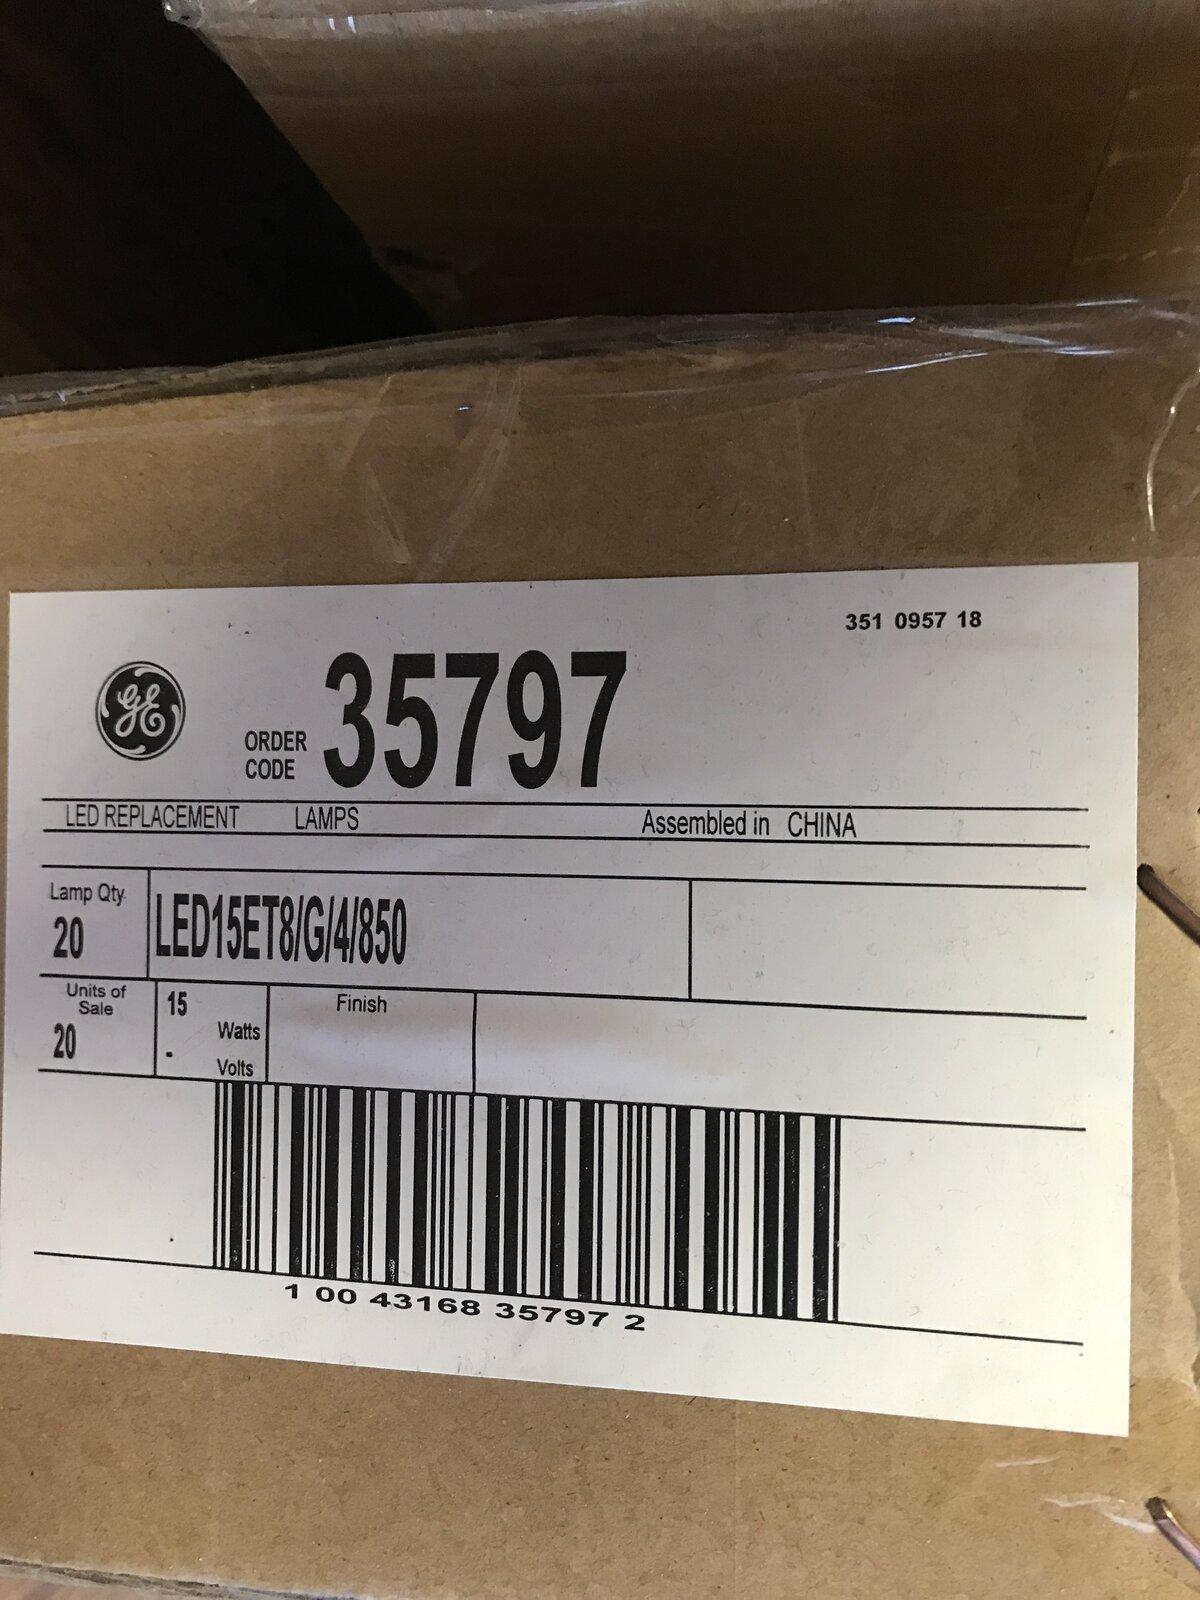 351 0957 18
GE
ORDER CODE 35797
LED REPLACEMENT LAMPS Assembled in CHINA
Lamp Qty
20
LED15ET8/G/4/850
Units of Sale
20
15 Watts
- Volts
Finish
1 00 43168 35797 2